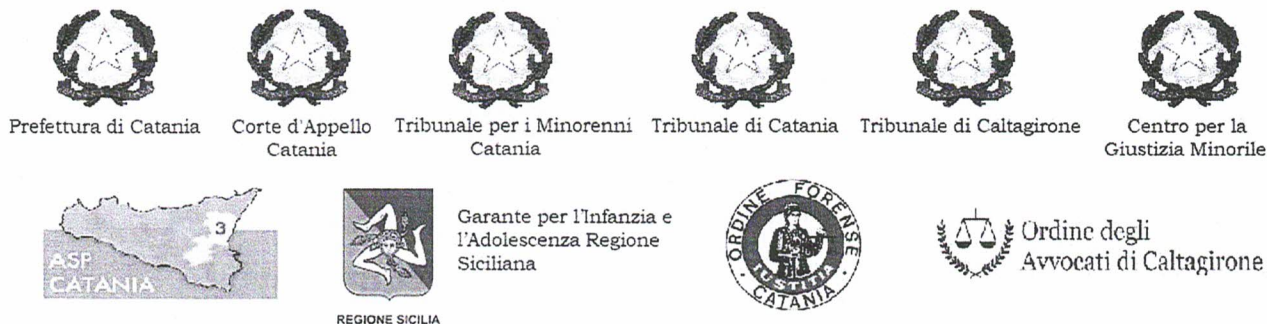 Prefettura di Catania
Corte d'Appello
Catania
Tribunale per i Minorenni
Catania
Tribunale di Catania
Tribunale di Caltagirone
Centro per la
Giustizia Minorile
3
ASP
CATANIA
REGIONE SICILIA
Garante per l'Infanzia e
l'Adolescenza Regione
Siciliana
ORDINE FORENSE
IUSTITIA
CATANIA
Ordine degli
Avvocati di Caltagirone